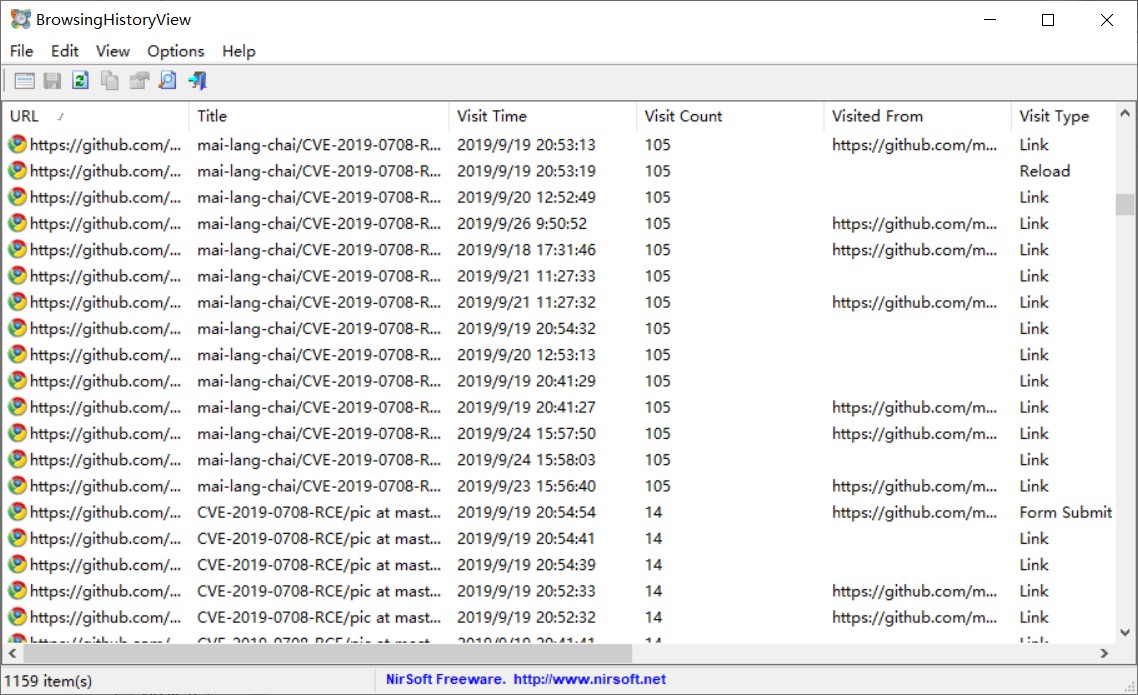 BrowsingHistoryView
File Edit View Options Help
URL Title Visit Time Visit Count Visited From Visit Type
https://github.com/... mai-lang-chai/CVE-2019-0708-R... 2019/9/19 20:53:13 105 https://github.com/m... Link
https://github.com/... mai-lang-chai/CVE-2019-0708-R... 2019/9/19 20:53:19 105 Reload
https://github.com/... mai-lang-chai/CVE-2019-0708-R... 2019/9/20 12:52:49 105 Link
https://github.com/... mai-lang-chai/CVE-2019-0708-R... 2019/9/26 9:50:52 105 https://github.com/m... Link
https://github.com/... mai-lang-chai/CVE-2019-0708-R... 2019/9/18 17:31:46 105 https://github.com/m... Link
https://github.com/... mai-lang-chai/CVE-2019-0708-R... 2019/9/21 11:27:33 105 Link
https://github.com/... mai-lang-chai/CVE-2019-0708-R... 2019/9/21 11:27:32 105 https://github.com/m... Link
https://github.com/... mai-lang-chai/CVE-2019-0708-R... 2019/9/19 20:54:32 105 Link
https://github.com/... mai-lang-chai/CVE-2019-0708-R... 2019/9/20 12:53:13 105 Link
https://github.com/... mai-lang-chai/CVE-2019-0708-R... 2019/9/19 20:41:29 105 Link
https://github.com/... mai-lang-chai/CVE-2019-0708-R... 2019/9/19 20:41:27 105 https://github.com/m... Link
https://github.com/... mai-lang-chai/CVE-2019-0708-R... 2019/9/24 15:57:50 105 https://github.com/m... Link
https://github.com/... mai-lang-chai/CVE-2019-0708-R... 2019/9/24 15:58:03 105 Link
https://github.com/... mai-lang-chai/CVE-2019-0708-R... 2019/9/23 15:56:40 105 https://github.com/m... Link
https://github.com/... CVE-2019-0708-RCE/pic at mast... 2019/9/19 20:54:54 14 https://github.com/m... Form Submit
https://github.com/... CVE-2019-0708-RCE/pic at mast... 2019/9/19 20:54:41 14 Link
https://github.com/... CVE-2019-0708-RCE/pic at mast... 2019/9/19 20:54:39 14 Link
https://github.com/... CVE-2019-0708-RCE/pic at mast... 2019/9/19 20:52:33 14 https://github.com/m... Link
https://github.com/... CVE-2019-0708-RCE/pic at mast... 2019/9/19 20:52:32 14 https://github.com/m... Link
https://github.com/... CVE-2019-0708-RCE/pic at mast... 2019/9/19 20:41:41 14 Link
1159 item(s) NirSoft Freeware. http://www.nirsoft.net